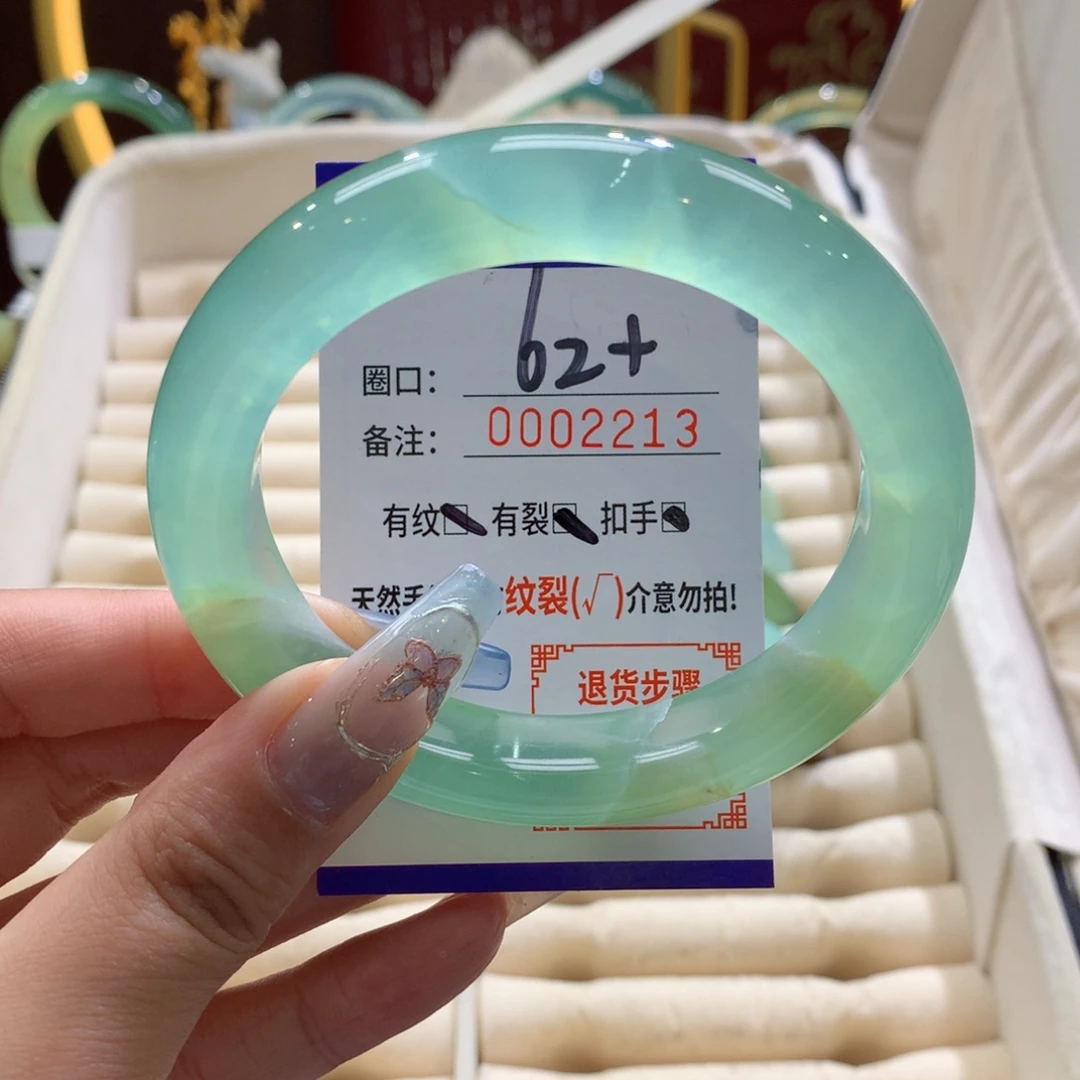 圈口： 62+
备注： 0002213
有纹□ 有裂□ 扣手□
天然手 纹裂(√)介意勿拍!
退货步骤